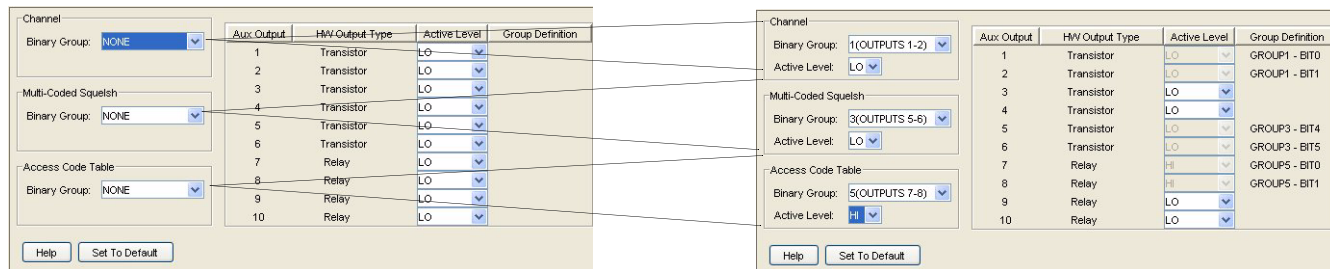 Channel
Binary Group: NONE
Multi-Coded Squelsh
Binary Group: NONE
Access Code Table
Binary Group: NONE
Aux Output HW Output Type Active Level Group Definition
1 Transistor LO
2 Transistor LO
3 Transistor LO
4 Transistor LO
5 Transistor LO
6 Transistor LO
7 Relay LO
8 Relay LO
9 Relay LO
10 Relay LO
Help Set To Default
Channel
Binary Group: 1(OUTPUTS 1-2)
Active Level: LO
Multi-Coded Squelsh
Binary Group: 3(OUTPUTS 5-6)
Active Level: LO
Access Code Table
Binary Group: 5(OUTPUTS 7-8)
Active Level: HI
Aux Output HW Output Type Active Level Group Definition
1 Transistor LO GROUP1 - BIT0
2 Transistor LO GROUP1 - BIT1
3 Transistor LO
4 Transistor LO
5 Transistor LO GROUP3 - BIT4
6 Transistor LO GROUP3 - BIT5
7 Relay HI GROUP5 - BIT0
8 Relay HI GROUP5 - BIT1
9 Relay LO
10 Relay LO
Help Set To Default